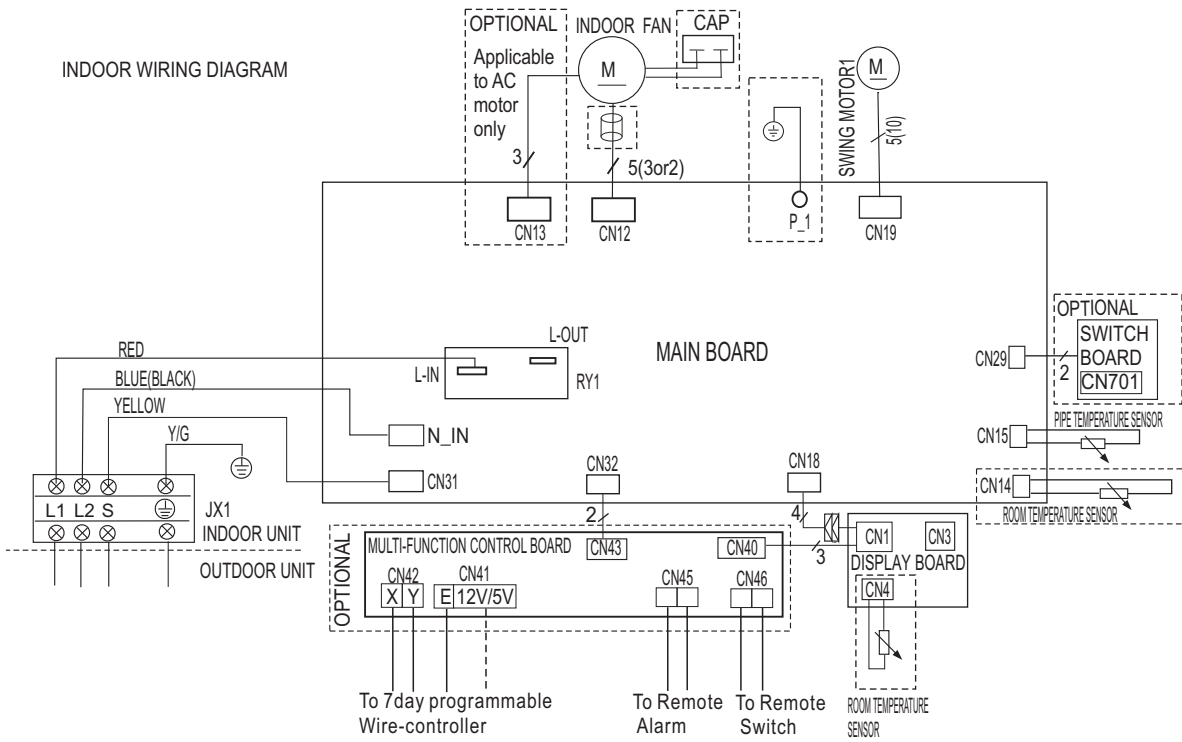 INDOOR WIRING DIAGRAM
OPTIONAL
Applicable
to AC
motor
only
INDOOR FAN
CAP
M
3
5(3or2)
CN13
CN12
P_1
SWING MOTOR1
M
5(10)
CN19
RED
BLUE(BLACK)
YELLOW
Y/G
L-OUT
L-IN
RY1
MAIN BOARD
N_IN
CN31
CN32
CN18
CN29
2
OPTIONAL
SWITCH
BOARD
CN701
PIPE TEMPERATURE SENSOR
CN15
CN14
ROOM TEMPERATURE SENSOR
L1 L2 S
JX1
INDOOR UNIT
OUTDOOR UNIT
2
4
OPTIONAL
MULTI-FUNCTION CONTROL BOARD
CN43
CN40
3
CN1
CN3
DISPLAY BOARD
CN4
CN42
X Y
CN41
E 12V/5V
CN45
CN46
To 7day programmable
Wire-controller
To Remote
Alarm
To Remote
Switch
ROOM TEMPERATURE
SENSOR